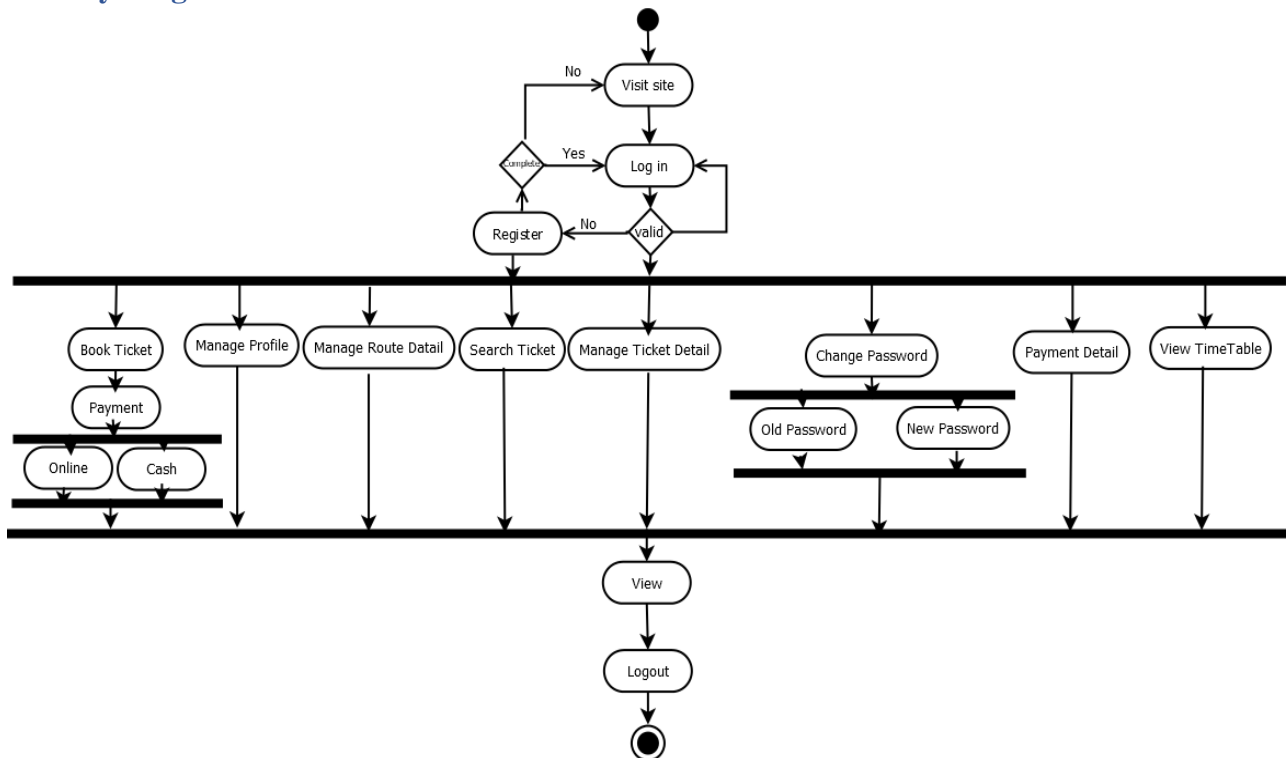 No
Visit site
Complete
Yes
Log in
Register
No
valid
Book Ticket
Manage Profile
Manage Route Datail
Search Ticket
Manage Ticket Detail
Change Password
Payment Detail
View TimeTable
Payment
Old Password
New Password
Online
Cash
View
Logout